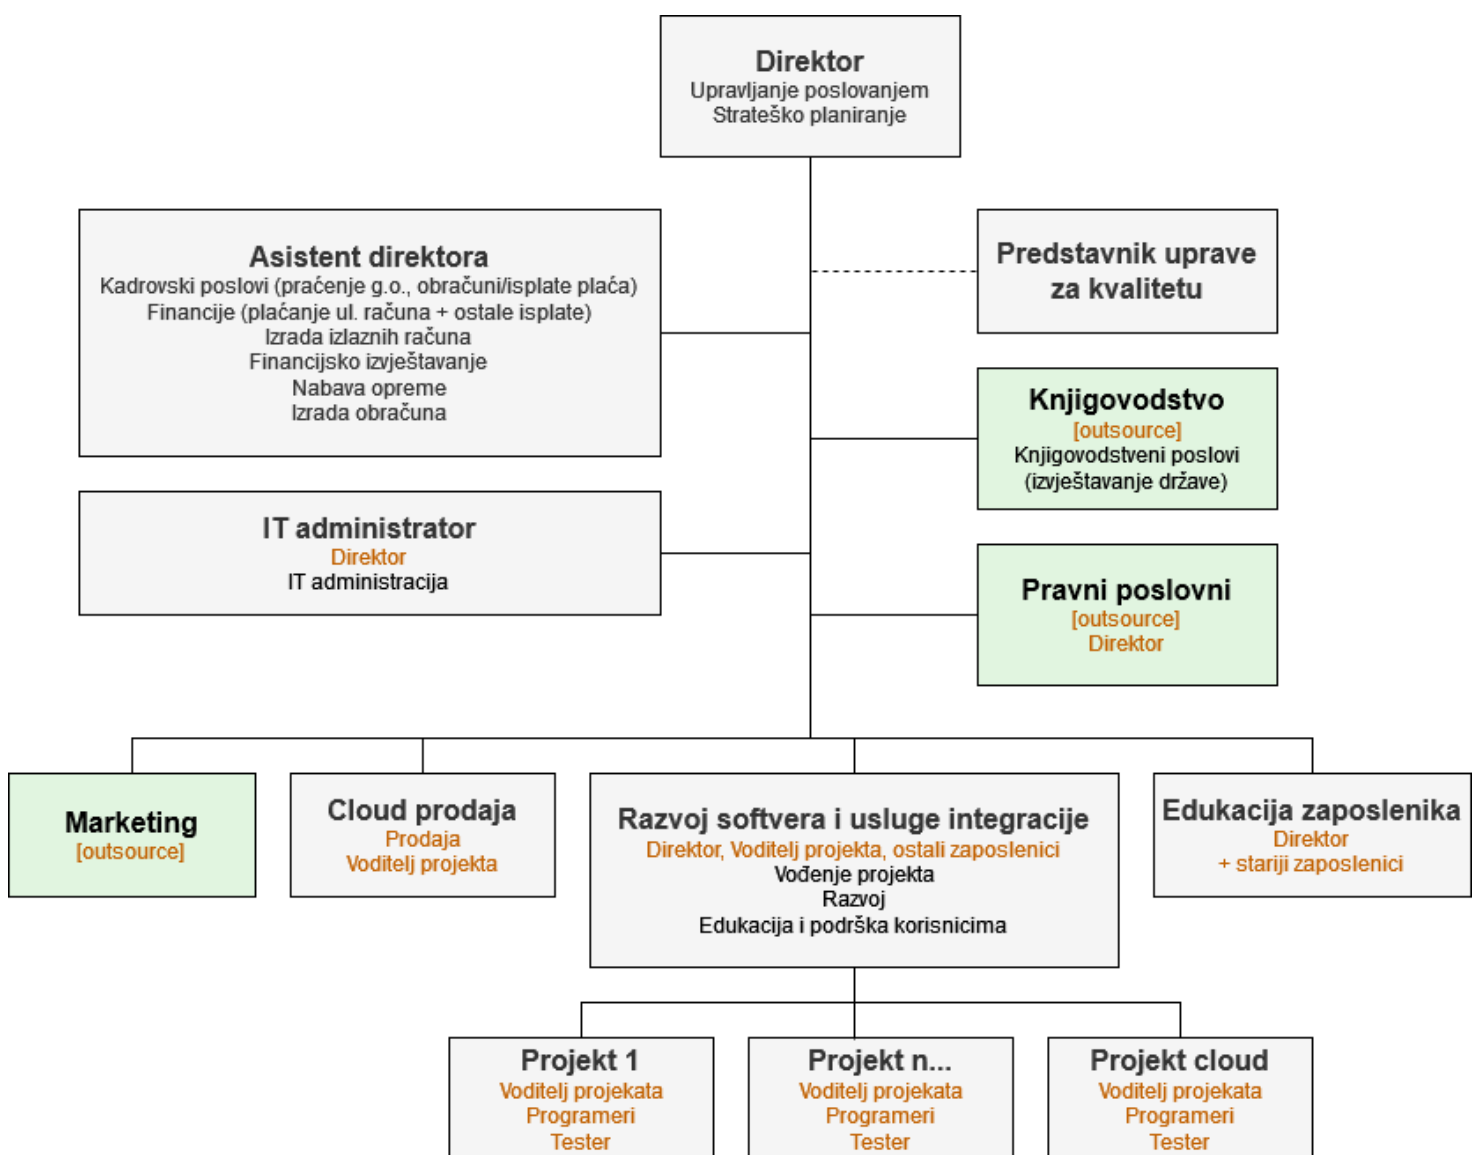 Direktor
Upravljanje poslovanjem
Strateško planiranje
Asistent direktora
Kadrovski poslovi (praćenje g.o., obračuni/isplate plaća)
Financije (plaćanje ul. računa + ostale isplate)
Izrada izlaznih računa
Financijsko izvještavanje
Nabava opreme
Izrada obračuna
Predstavnik uprave
za kvalitetu
Knjigovodstvo
[outsource]
Knjigovodstveni poslovi
(izvještavanje države)
IT administrator
Direktor
IT administracija
Pravni poslovni
[outsource]
Direktor
Marketing
[outsource]
Cloud prodaja
Prodaja
Voditelj projekta
Razvoj softvera i usluge integracije
Direktor, Voditelj projekta, ostali zaposlenici
Vođenje projekta
Razvoj
Edukacija i podrška korisnicima
Edukacija zaposlenika
Direktor
+ stariji zaposlenici
Projekt 1
Voditelj projekata
Programeri
Tester
Projekt n...
Voditelj projekata
Programeri
Tester
Projekt cloud
Voditelj projekata
Programeri
Tester